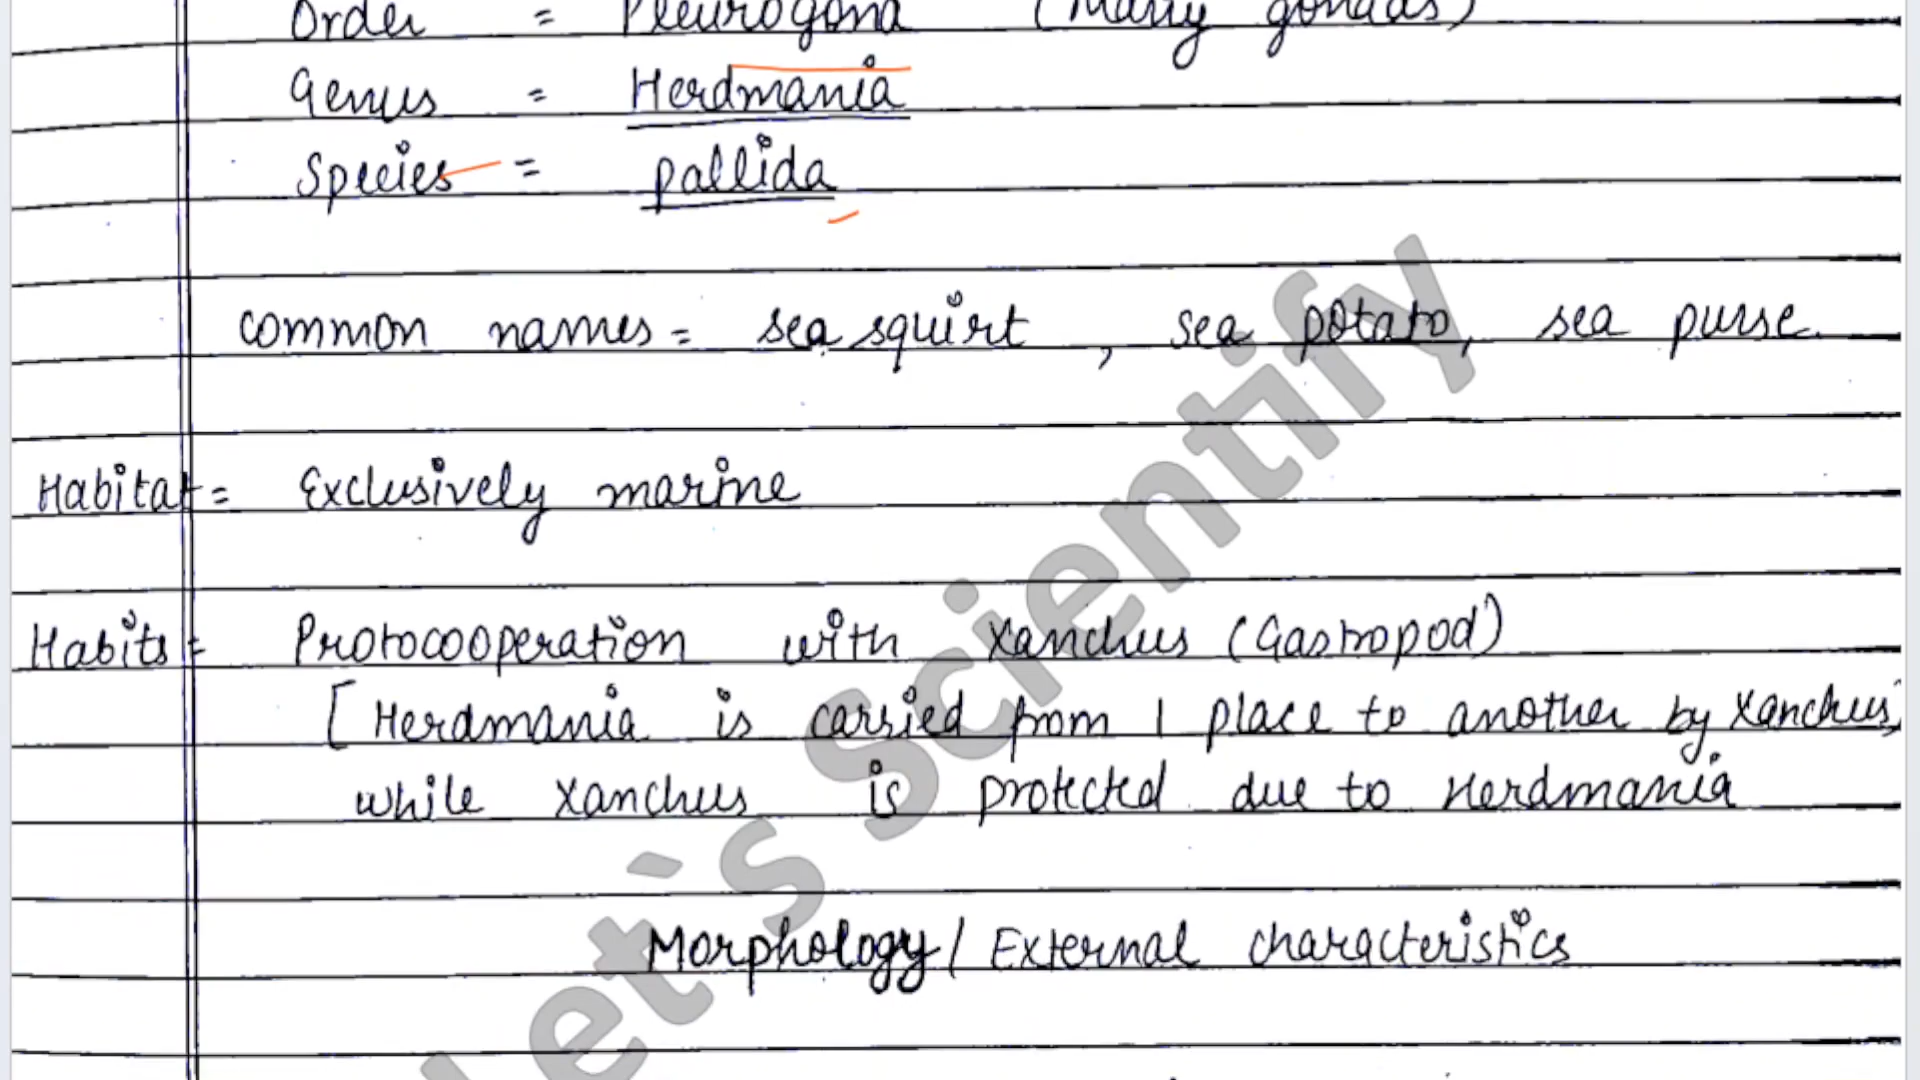 Order = Pleurogona (Many gonads)
Genus = Herdmania
Species = pallida
common names = sea squirt, sea potato, sea purse.
Habitat = Exclusively marine
Habits = Protocooperation with Xanchus (Gastropod)
[Herdmania is carried from 1 place to another by Xanchus,
while Xanchus is protected due to Herdmania
Morphology/External characteristics
Let`s Scientify